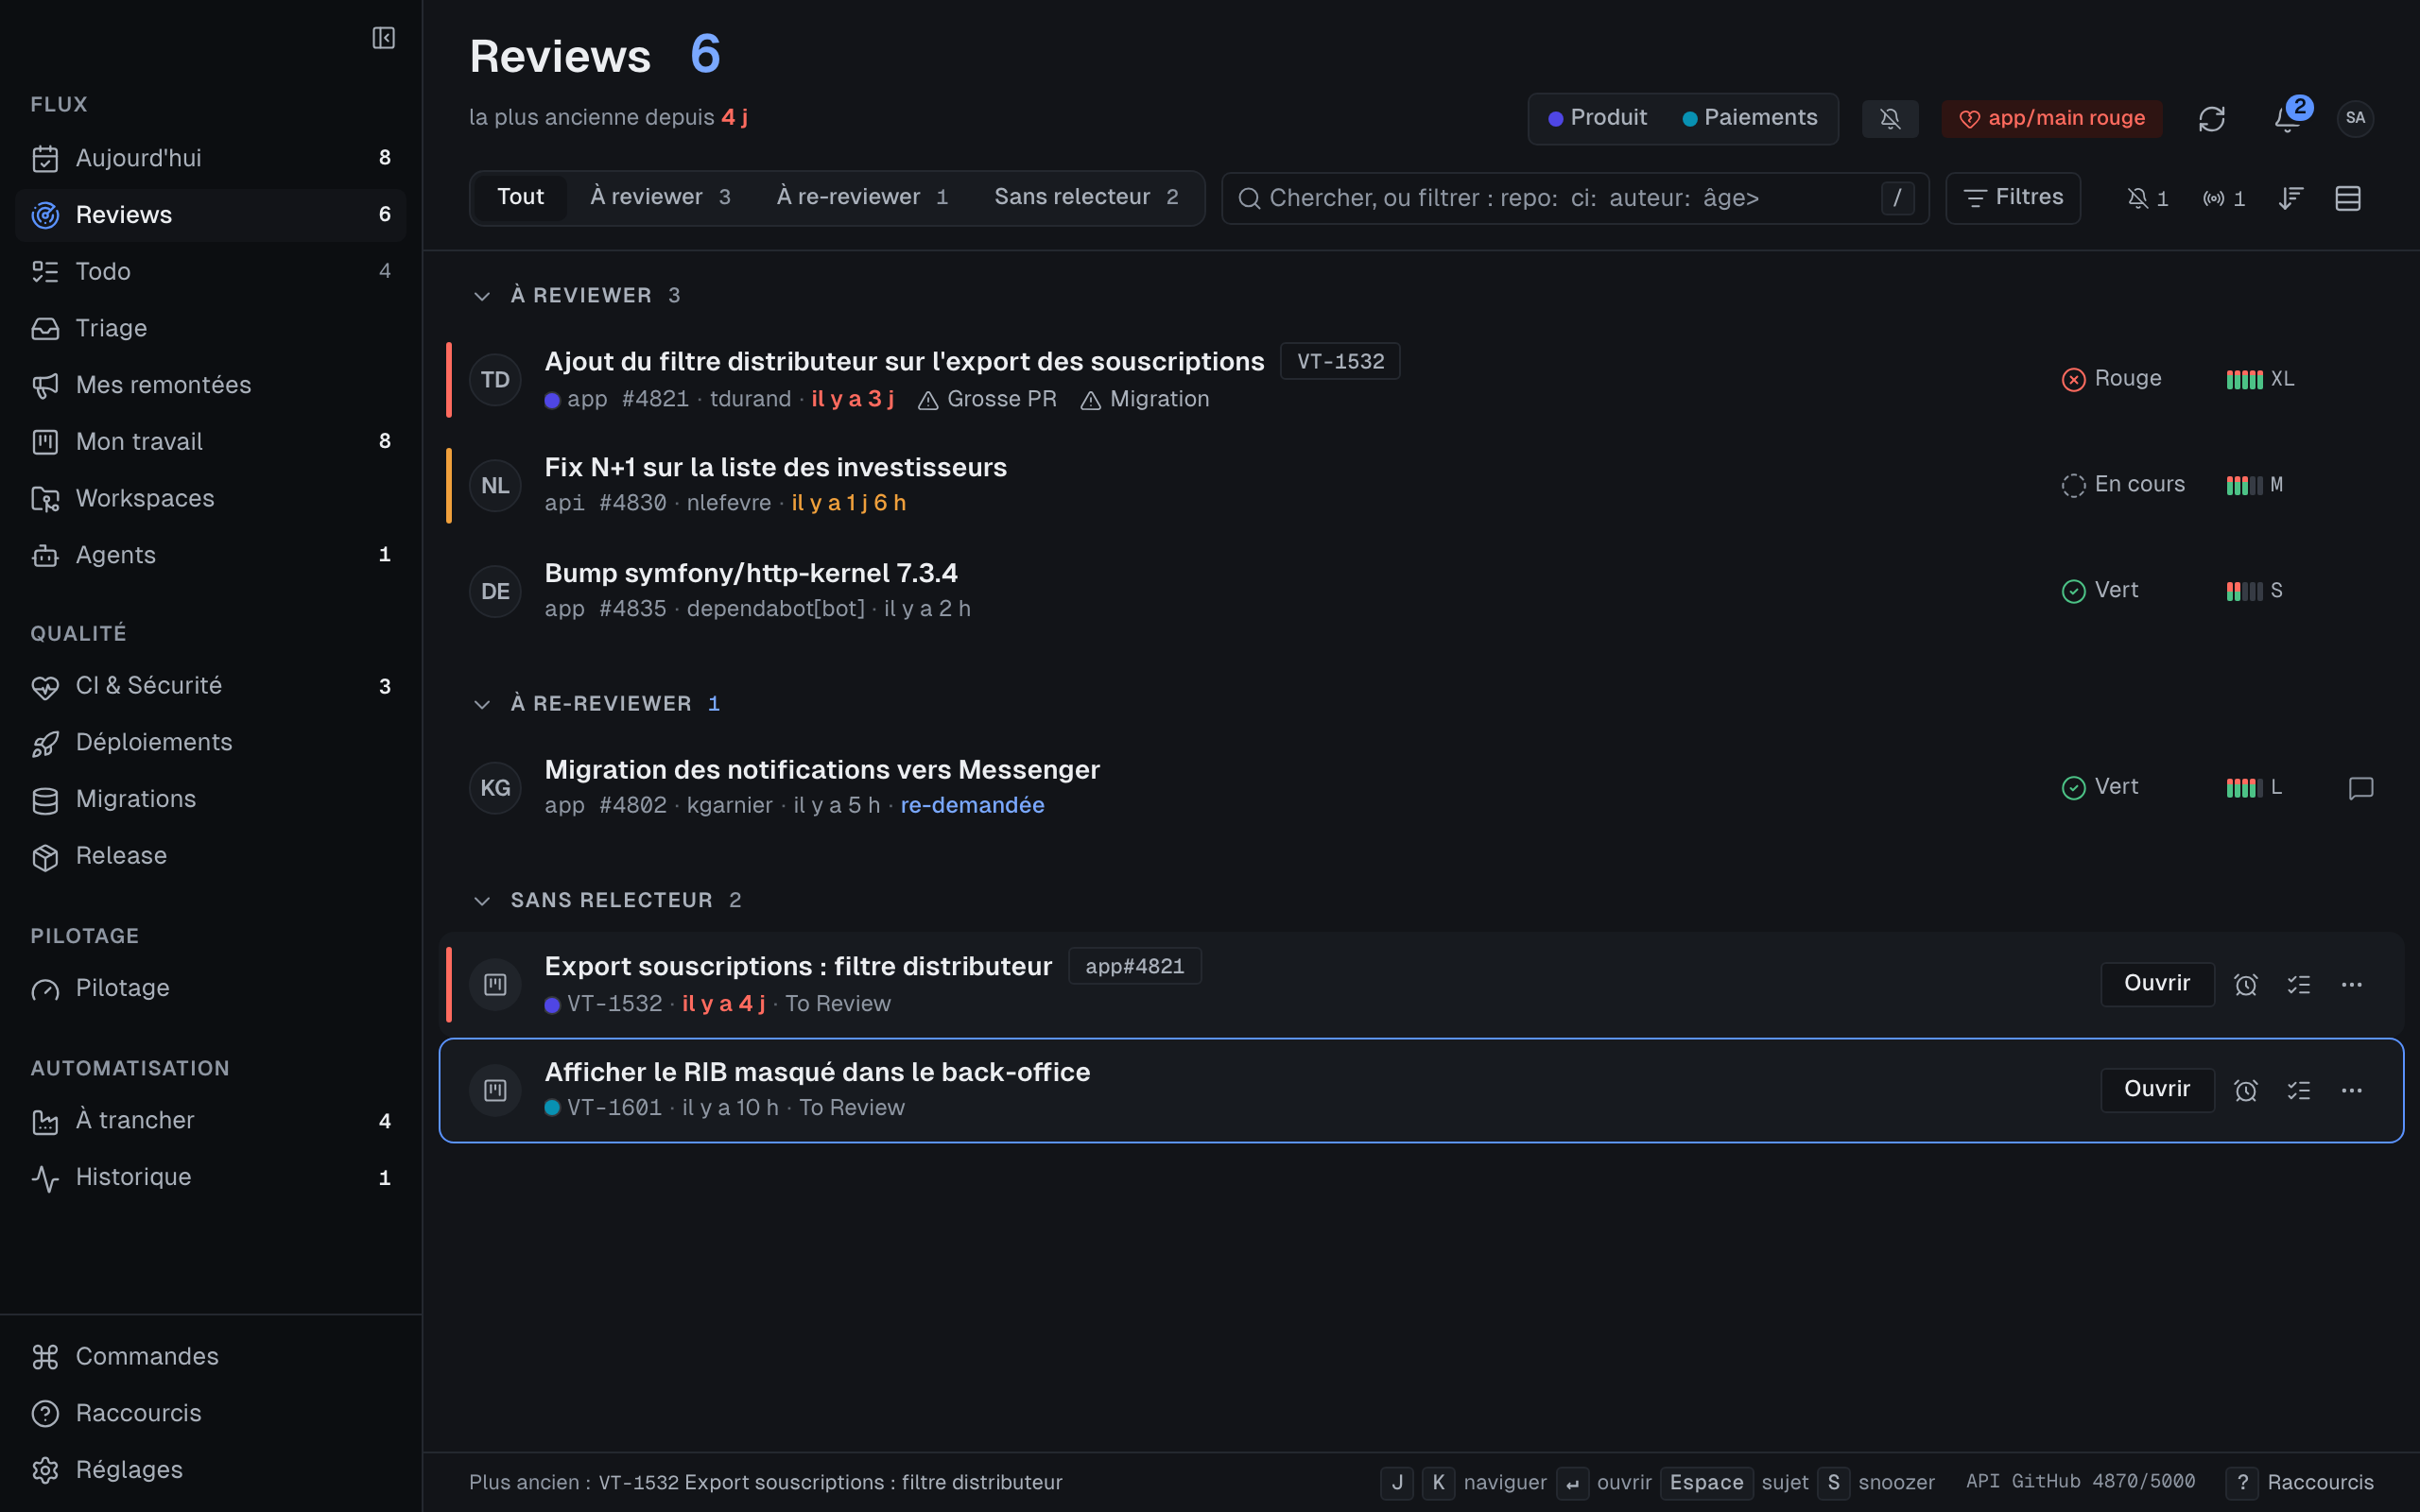 FLUX
Aujourd'hui 8
Reviews 6
Todo 4
Triage
Mes remontées
Mon travail 8
Workspaces
Agents 1
QUALITÉ
CI & Sécurité 3
Déploiements
Migrations
Release
PILOTAGE
Pilotage
AUTOMATISATION
À trancher 4
Historique 1
Commandes
Raccourcis
Réglages
Reviews 6
la plus ancienne depuis 4 j
Produit Paiements app/main rouge 2 SA
Tout À reviewer 3 À re-reviewer 1 Sans relecteur 2 Chercher, ou filtrer : repo: ci: auteur: âge> / Filtres 1 1
À REVIEWER 3
TD Ajout du filtre distributeur sur l'export des souscriptions VT-1532
app #4821 · tdurand · il y a 3 j Grosse PR Migration
Rouge XL
NL Fix N+1 sur la liste des investisseurs
api #4830 · nlefevre · il y a 1 j 6 h
En cours M
DE Bump symfony/http-kernel 7.3.4
app #4835 · dependabot[bot] · il y a 2 h
Vert S
À RE-REVIEWER 1
KG Migration des notifications vers Messenger
app #4802 · kgarnier · il y a 5 h · re-demandée
Vert L
SANS RELECTEUR 2
Export souscriptions : filtre distributeur app#4821
VT-1532 · il y a 4 j · To Review
Ouvrir
Afficher le RIB masqué dans le back-office
VT-1601 · il y a 10 h · To Review
Ouvrir
Plus ancien : VT-1532 Export souscriptions : filtre distributeur
J K naviguer ↵ ouvrir Espace sujet S snoozer API GitHub 4870/5000 ? Raccourcis